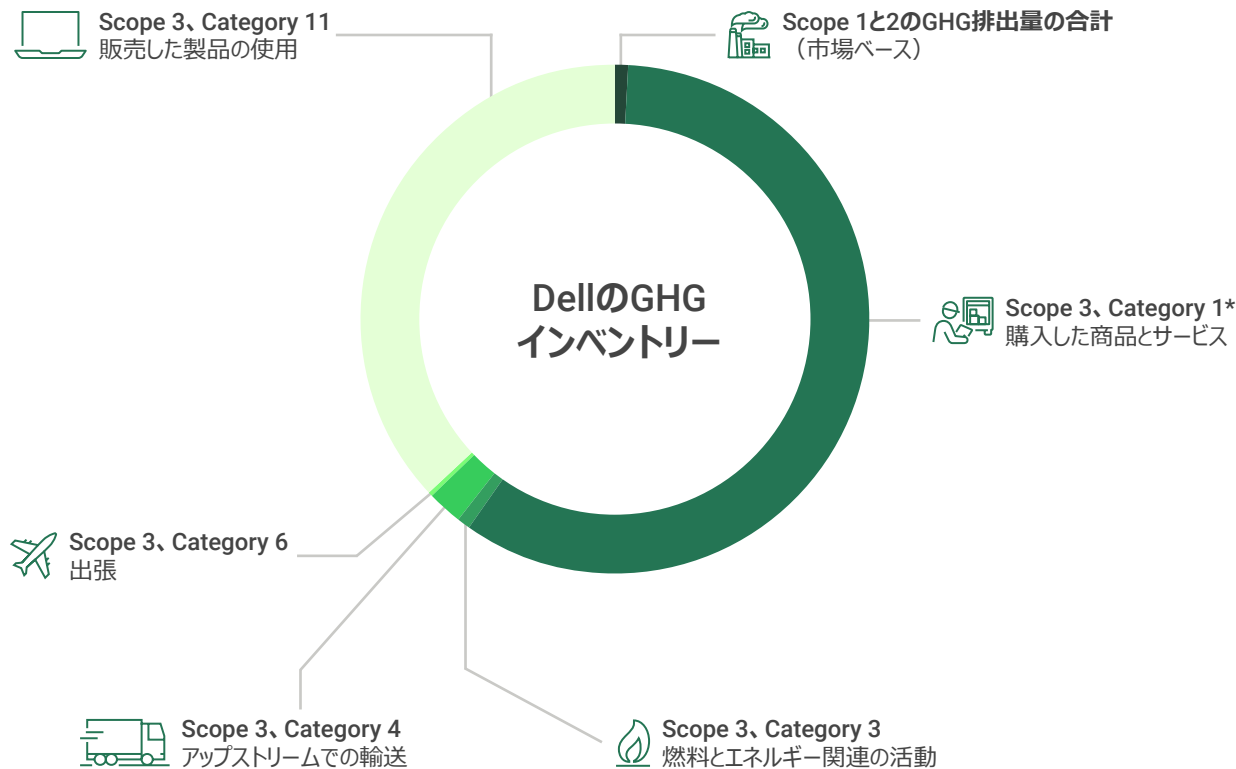 Scope 3、Category 11
販売した製品の使用
Scope 1と2のGHG排出量の合計
（市場ベース）
DellのGHG
インベントリー
Scope 3、Category 1*
購入した商品とサービス
Scope 3、Category 6
出張
Scope 3、Category 4
アップストリームでの輸送
Scope 3、Category 3
燃料とエネルギー関連の活動